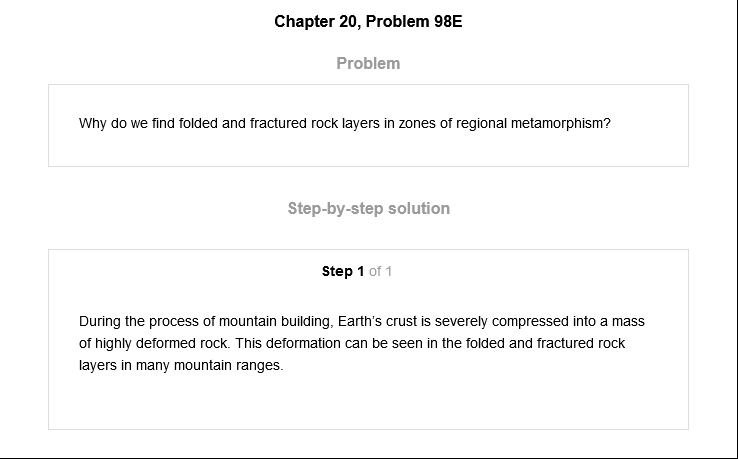 Chapter 20, Problem 98E
Problem
Why do we find folded and fractured rock layers in zones of regional metamorphism?
Step-by-step solution
Step 1 of 1
During the process of mountain building, Earth's crust is severely compressed into a mass
of highly deformed rock. This deformation can be seen in the folded and fractured rock
layers in many mountain ranges.